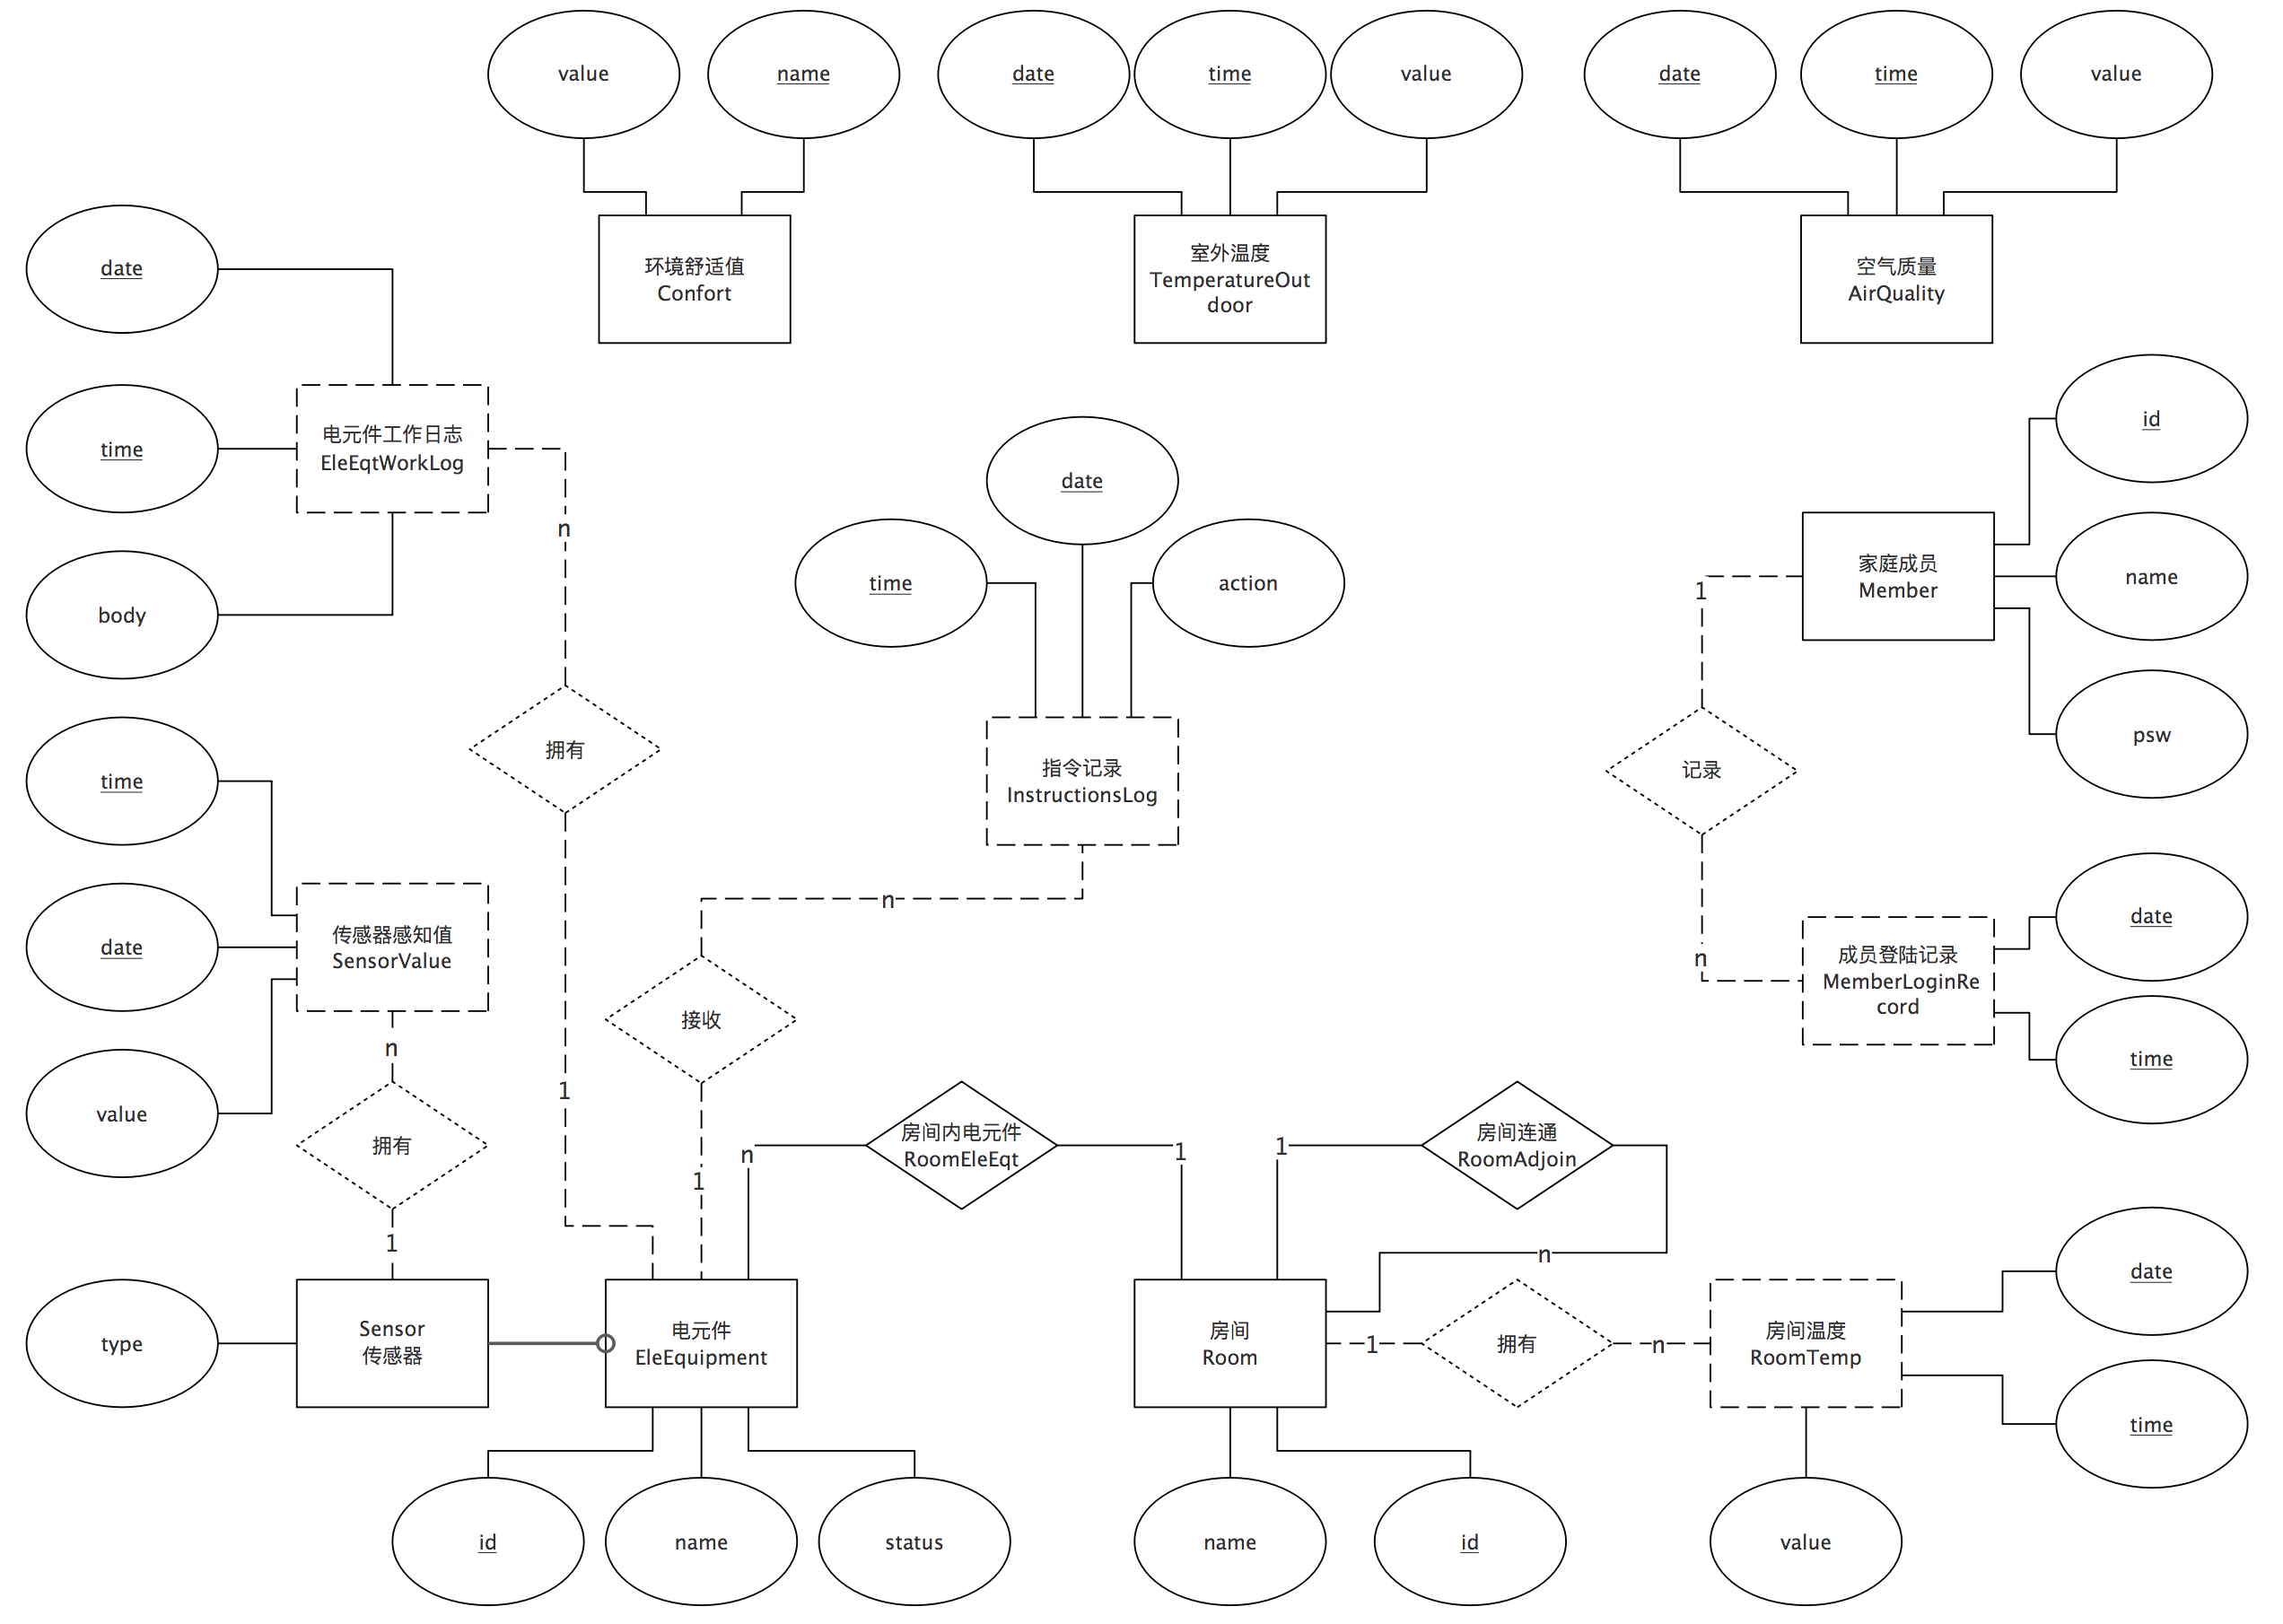 value
name
date
time
value
date
time
value
环境舒适值
Confort
室外温度
TemperatureOut
door
空气质量
AirQuality
date
time
body
电元件工作日志
EleEqtWorkLog
n
date
time
action
指令记录
InstructionsLog
n
id
name
psw
家庭成员
Member
1
记录
n
date
time
成员登陆记录
MemberLoginRe
cord
拥有
1
time
date
value
传感器感知值
SensorValue
n
拥有
1
接收
1
n
房间内电元件
RoomEleEqt
1
1
房间连通
RoomAdjoin
n
type
Sensor
传感器
电元件
EleEquipment
房间
Room
1
拥有
n
房间温度
RoomTemp
date
time
id
name
status
name
id
value